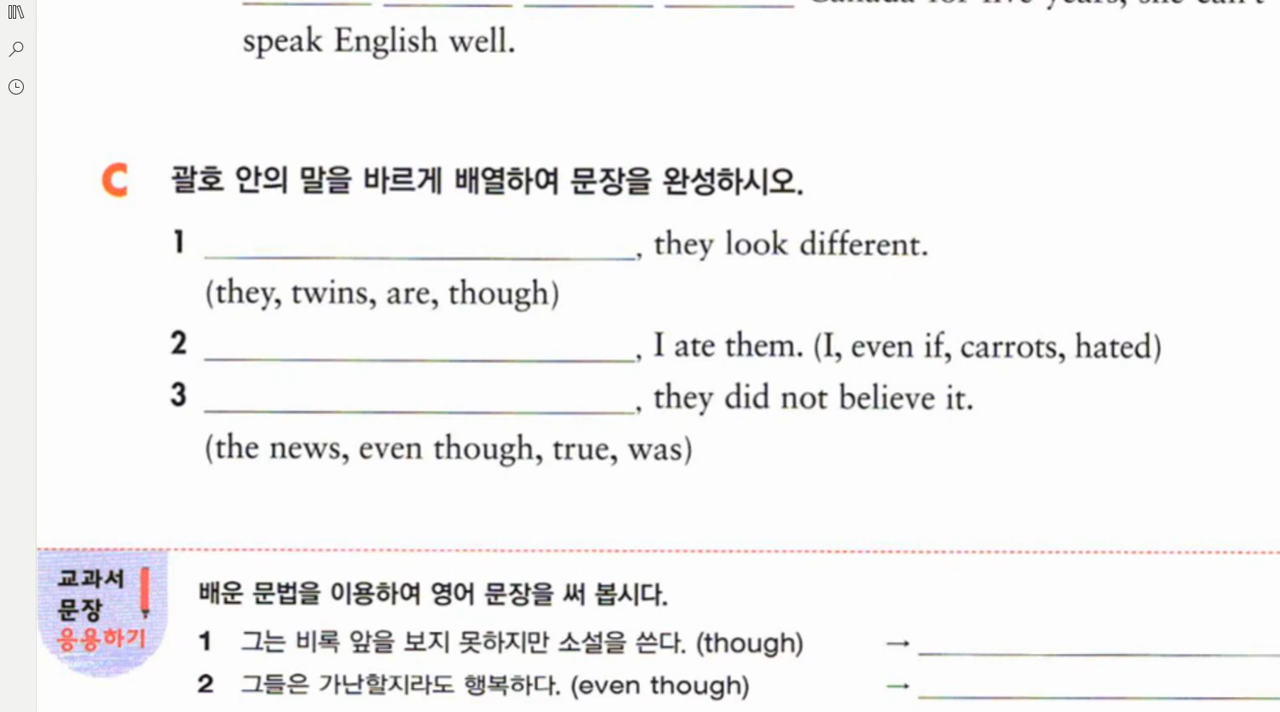 speak English well.
C 괄호 안의 말을 바르게 배열하여 문장을 완성하시오.
1 , they look different.
(they, twins, are, though)
2 , I ate them. (I, even if, carrots, hated)
3 , they did not believe it.
(the news, even though, true, was)
교과서
문장
응용하기
배운 문법을 이용하여 영어 문장을 써 봅시다.
1 그는 비록 앞을 보지 못하지만 소설을 쓴다. (though) →
2 그들은 가난할지라도 행복하다. (even though) →